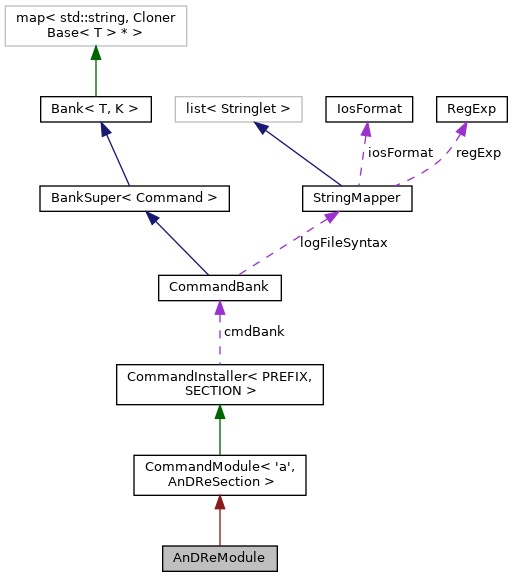 map< std::string, Cloner
Base< T > * >
Bank< T, K >
list< Stringlet >
IosFormat
RegExp
iosFormat
regExp
BankSuper< Command >
StringMapper
logFileSyntax
CommandBank
cmdBank
CommandInstaller< PREFIX,
SECTION >
CommandModule< 'a',
AnDReSection >
AnDReModule